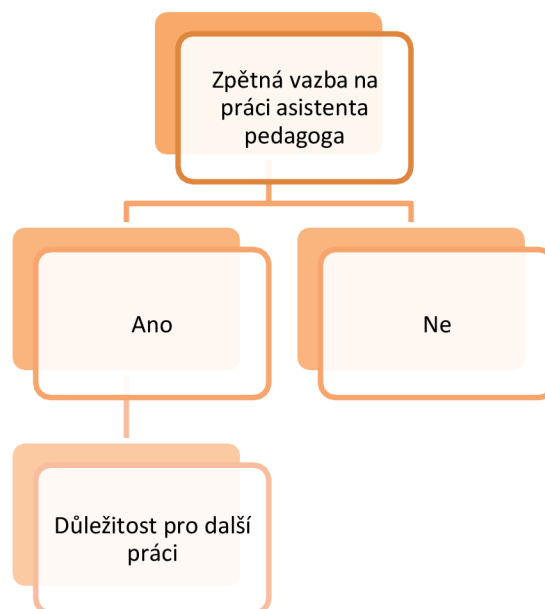 Zpětná vazba na
práci asistenta
pedagoga
Ano
Ne
Důležitost pro další
práci